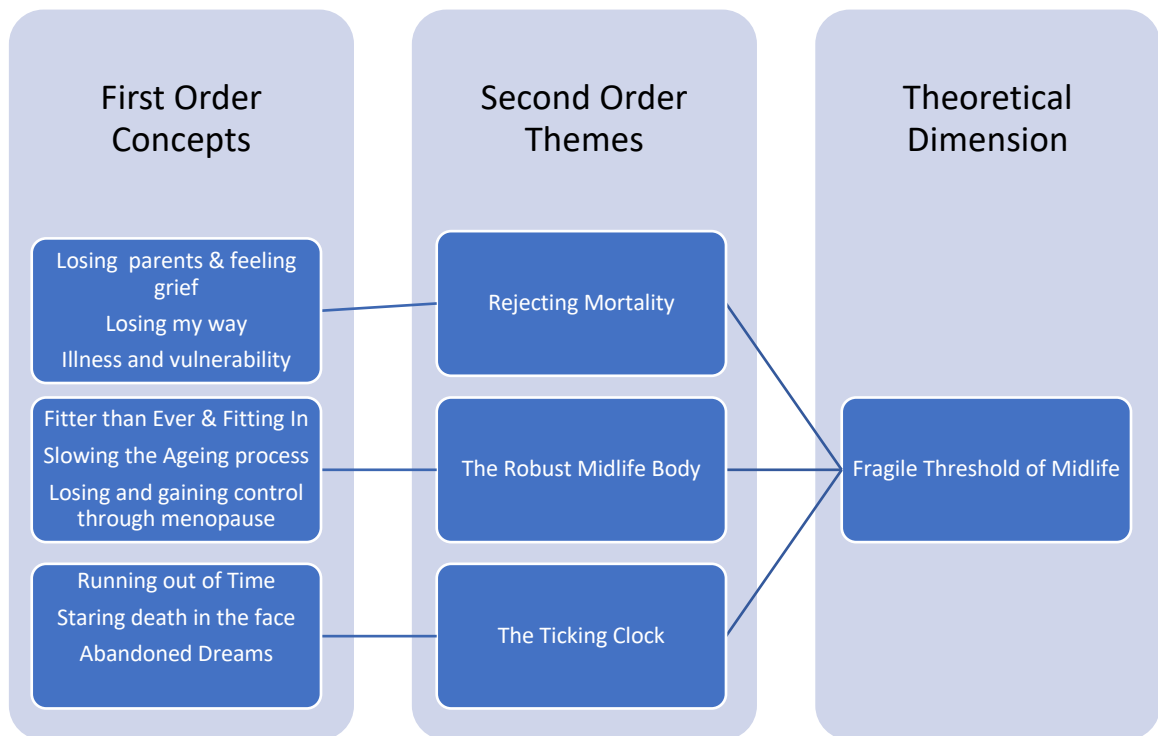 First Order
Concepts
Second Order
Themes
Theoretical
Dimension
Losing parents & feeling
grief
Losing my way
Illness and vulnerability
Rejecting Mortality
Fitter than Ever & Fitting In
Slowing the Ageing process
Losing and gaining control
through menopause
The Robust Midlife Body
Fragile Threshold of Midlife
Running out of Time
Staring death in the face
Abandoned Dreams
The Ticking Clock